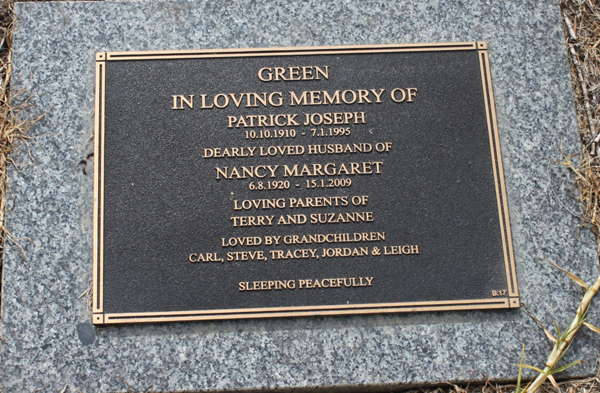 GREEN
IN LOVING MEMORY OF
PATRICK JOSEPH
10.10.1910 - 7.1.1995
DEARLY LOVED HUSBAND OF
NANCY MARGARET
6.8.1920 - 15.1.2009
LOVING PARENTS OF
TERRY AND SUZANNE
LOVED BY GRANDCHILDREN
CARL, STEVE, TRACEY, JORDAN & LEIGH
SLEEPING PEACEFULLY
B:17